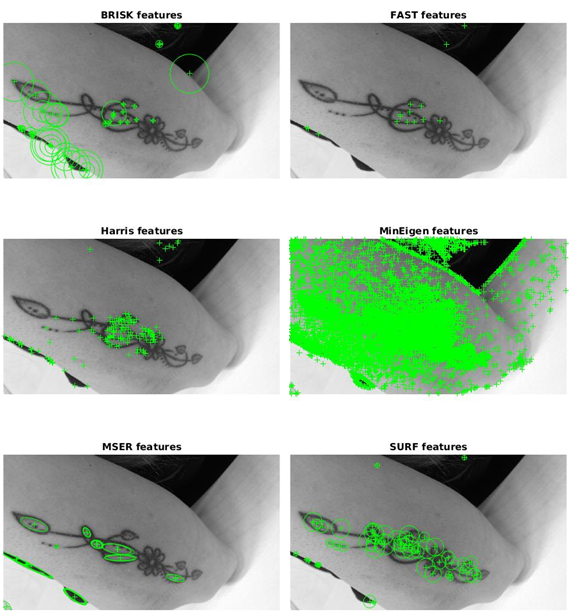 BRISK features
FAST features
Harris features
MinEigen features
MSER features
SURF features